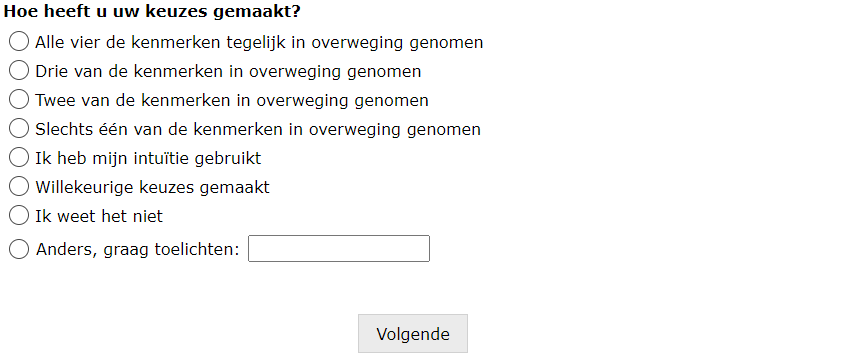 Hoe heeft u uw keuzes gemaakt?
Alle vier de kenmerken tegelijk in overweging genomen
Drie van de kenmerken in overweging genomen
Twee van de kenmerken in overweging genomen
Slechts één van de kenmerken in overweging genomen
Ik heb mijn intuïtie gebruikt
Willekeurige keuzes gemaakt
Ik weet het niet
Anders, graag toelichten:
Volgende